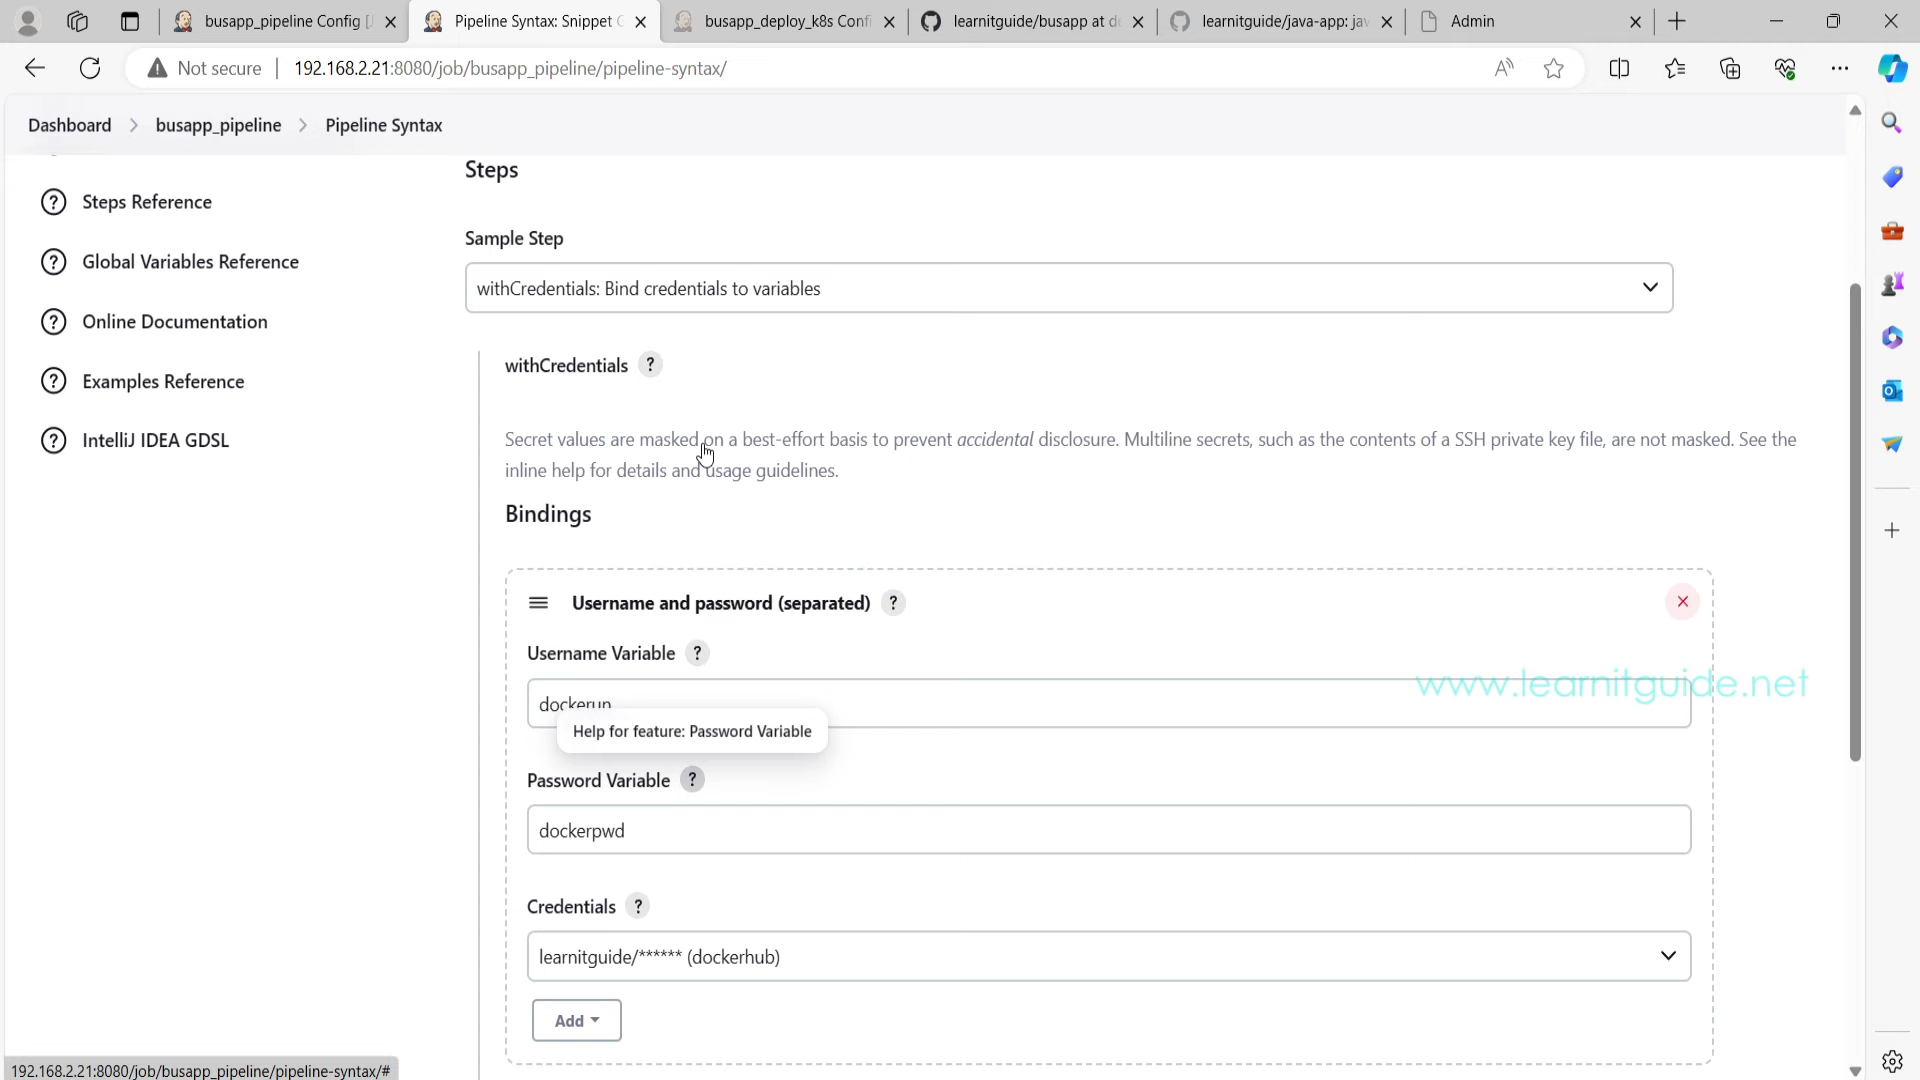 busapp_pipeline Config [J
Pipeline Syntax: Snippet G
busapp_deploy_k8s Confi
learnitguide/busapp at d
learnitguide/java-app: jav
Admin
Not secure
192.168.2.21:8080/job/busapp_pipeline/pipeline-syntax/
Dashboard
busapp_pipeline
Pipeline Syntax
Steps Reference
Global Variables Reference
Online Documentation
Examples Reference
IntelliJ IDEA GDSL
Steps
Sample Step
withCredentials: Bind credentials to variables
withCredentials ?
Secret values are masked on a best-effort basis to prevent accidental disclosure. Multiline secrets, such as the contents of a SSH private key file, are not masked. See the
inline help for details and usage guidelines.
Bindings
Username and password (separated) ?
Username Variable ?
dockerun
www.learnitguide.net
Help for feature: Password Variable
Password Variable ?
dockerpwd
Credentials ?
learnitguide/****** (dockerhub)
Add
192.168.2.21:8080/job/busapp_pipeline/pipeline-syntax/#